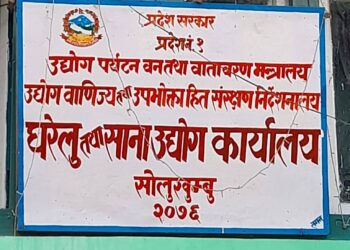 प्रदेश सरकार
प्रदेश नं. १
उद्योग पर्यटन वन तथा वातावरण मन्त्रालय
उद्योग वाणिज्य तथा उपभोक्ता हित संरक्षण निर्देशनालय
घरेलु तथा साना उद्योग कार्यालय
सोलुखुम्बु
२०७६